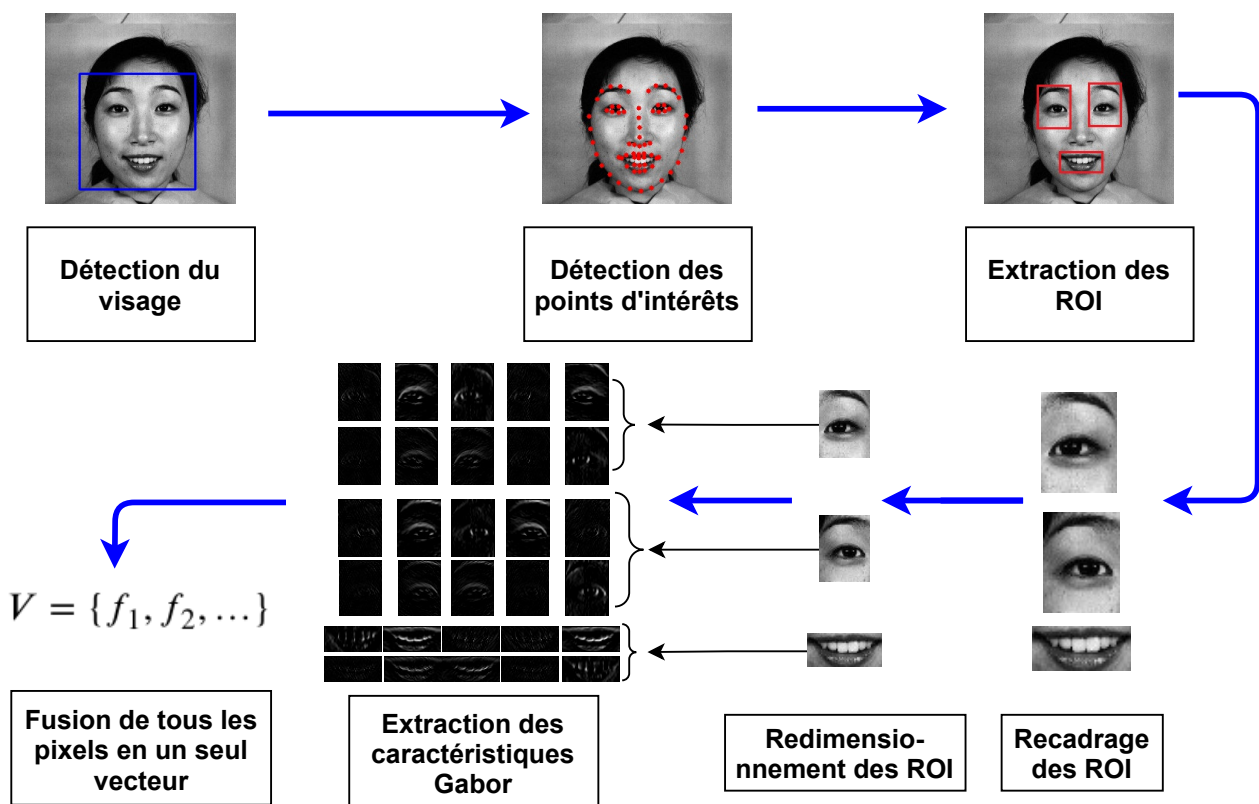 Détection du
visage
Détection des
points d'intérêts
Extraction des
ROI
Recadrage
des ROI
Redimensio-
nnement des ROI
Extraction des
caractéristiques
Gabor
V = {f₁, f₂, …}
Fusion de tous les
pixels en un seul
vecteur